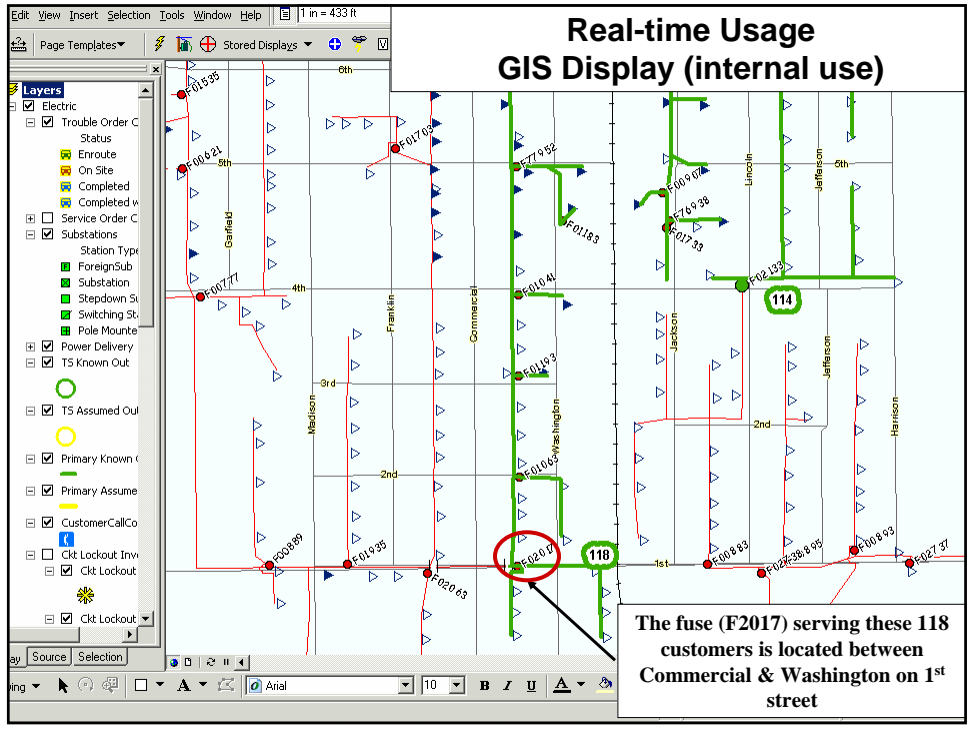 Edit View Insert Selection Tools Window Help 1 in = 433 ft
Real-time Usage
GIS Display (internal use)
Page Templates Stored Displays
Layers
Electric
Trouble Order C
Status
Enroute
On Site
Completed
Completed w
Service Order C
Substations
Station Type
ForeignSub
Substation
Stepdown Su
Switching St
Pole Mounte
Power Delivery
TS Known Out
TS Assumed Out
Primary Known
Primary Assume
CustomerCallCo
Ckt Lockout Inv
Ckt Lockout
Ckt Lockout
Source Selection
6th
F01535
F01703
F00621
5th
F77952
F01183
F00907
F76938
F01733
5th
Lincoln
Jefferson
Garfield
F00777
4th
F01041
F02133
114
Franklin
Commercial
Jackson
Jefferson
F01193
3rd
Madison
Washington
Harrison
2nd
F01063
2nd
F00889
F01935
F02063
F02017
118
1st
F00883
F02738895
F00893
F02737
The fuse (F2017) serving these 118
customers is located between
Commercial & Washington on 1st
street
Arial 10 B I U A